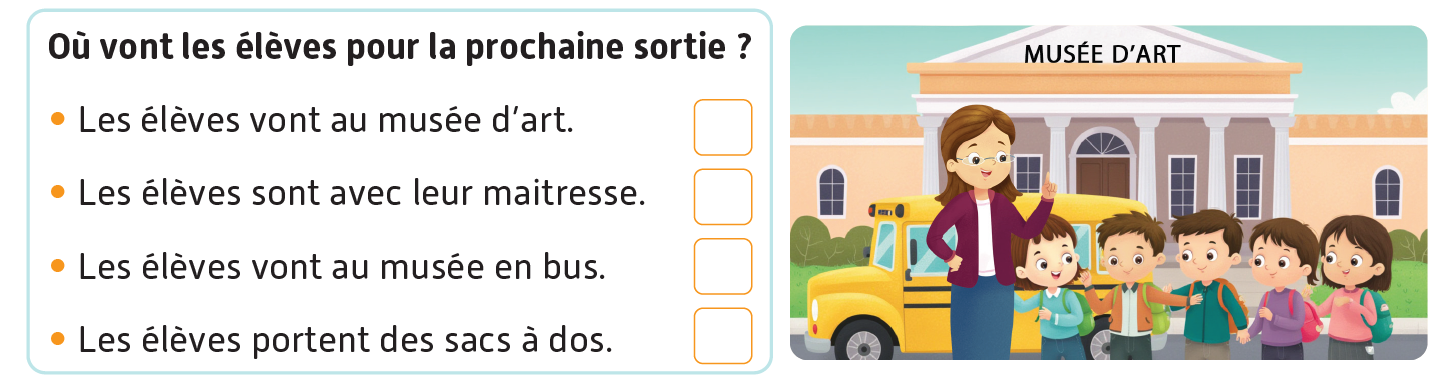 Où vont les élèves pour la prochaine sortie ?
• Les élèves vont au musée d’art.
• Les élèves sont avec leur maitresse.
• Les élèves vont au musée en bus.
• Les élèves portent des sacs à dos.
MUSÉE D’ART